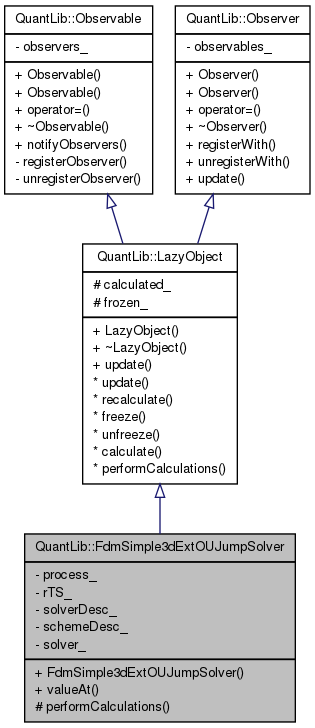 QuantLib::Observable
- observers_
+ Observable()
+ Observable()
+ operator=()
+ ~Observable()
+ notifyObservers()
- registerObserver()
- unregisterObserver()
QuantLib::Observer
- observables_
+ Observer()
+ Observer()
+ operator=()
+ ~Observer()
+ registerWith()
+ unregisterWith()
+ update()
QuantLib::LazyObject
# calculated_
# frozen_
+ LazyObject()
+ ~LazyObject()
+ update()
* update()
* recalculate()
* freeze()
* unfreeze()
* calculate()
* performCalculations()
QuantLib::FdmSimple3dExtOUJumpSolver
- process_
- rTS_
- solverDesc_
- schemeDesc_
- solver_
+ FdmSimple3dExtOUJumpSolver()
+ valueAt()
# performCalculations()